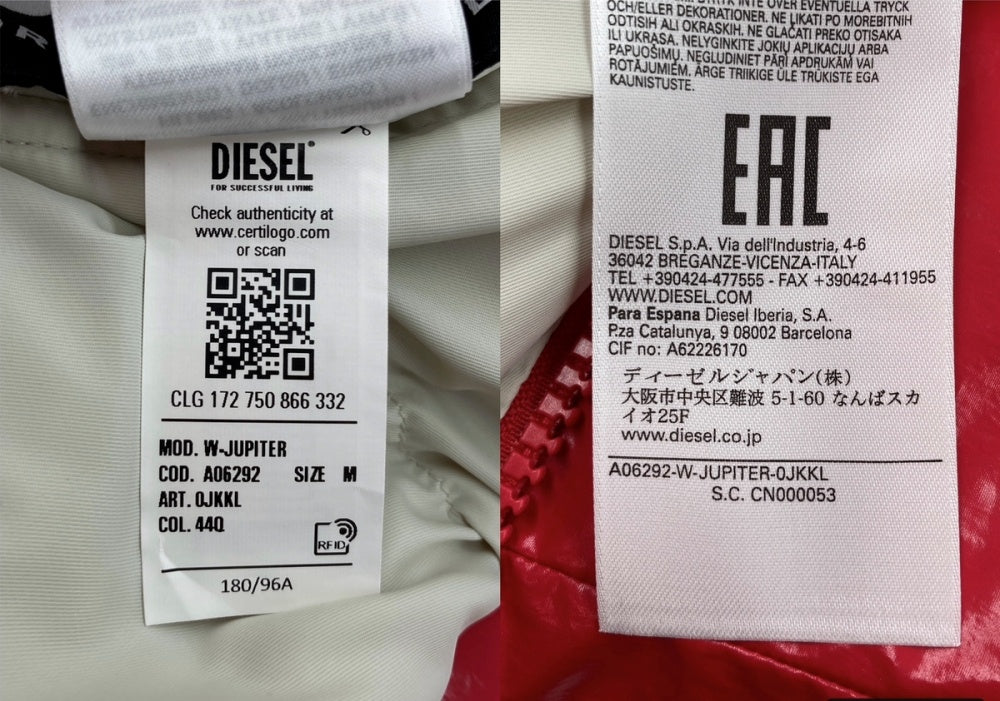 DIESEL
FOR SUCCESSFUL LIVING
Check authenticity at
www.certilogo.com
or scan
CLG 172 750 866 332
MOD. W-JUPITER
COD. A06292 SIZE M
ART. 0JKKL
COL. 44Q
RFID
180/96A
INTE ÖVER EVENTUELLA TRYCK
OCH/ELLER DEKORATIONER. NE LIKATI PO MOREBITNIH
ODTISIH ALI OKRASKIH. NE GLAČATI PREKO OTISAKA
ILI UKRASA. NELYGINKITE JOKIŲ APLIKACIJŲ ARBA
PAPUOŠIMŲ. NEGLUDINIET PĀRI APDRUKĀM VAI
ROTĀJUMIEM. ÄRGE TRIIKIGE ÜLE TRÜKISTE EGA
KAUNISTUSTE.
EAC
DIESEL S.p.A. Via dell'Industria, 4-6
36042 BREGANZE-VICENZA-ITALY
TEL +390424-477555 - FAX +390424-411955
WWW.DIESEL.COM
Para Espana Diesel Iberia, S.A.
P.za Catalunya, 9 08002 Barcelona
CIF no: A62226170
ディーゼルジャパン(株)
大阪市中央区難波 5-1-60 なんばスカ
イオ25F
www.diesel.co.jp
A06292-W-JUPITER-0JKKL
S.C. CN000053